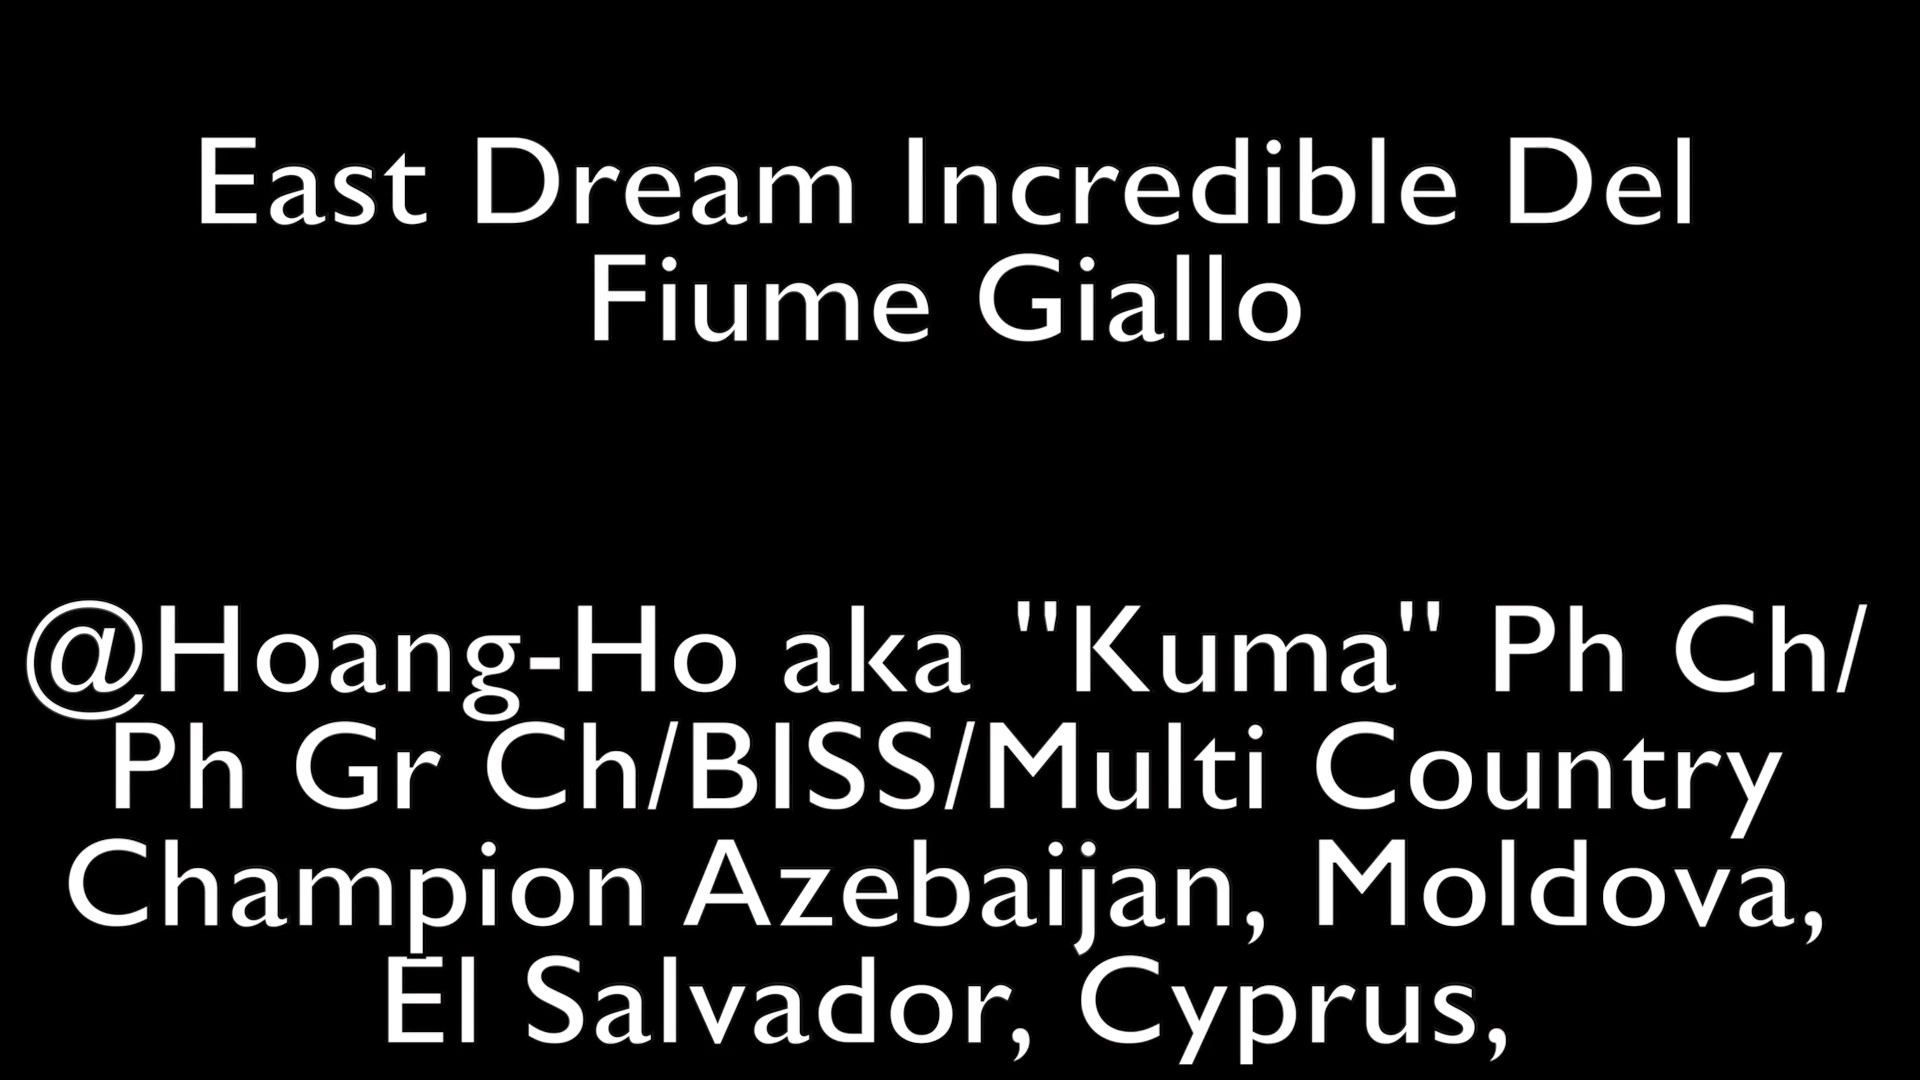 East Dream Incredible Del
Fiume Giallo
@Hoang-Ho aka "Kuma" Ph Ch/
Ph Gr Ch/BISS/Multi Country
Champion Azebaijan, Moldova,
El Salvador, Cyprus,